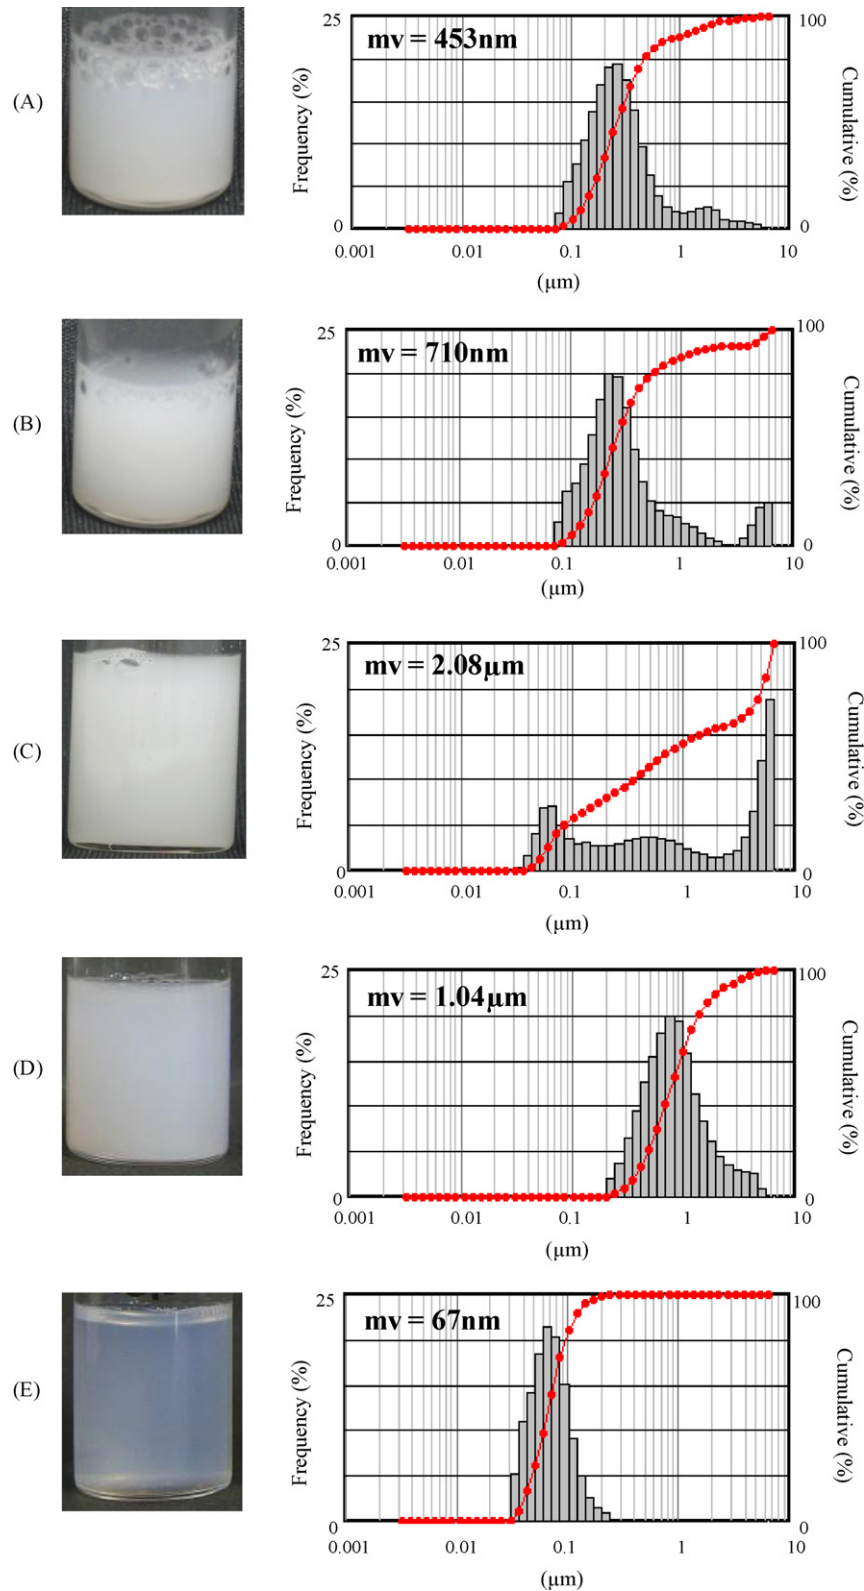 (A)
mv = 453nm
25
0
Frequency (%)
100
0
Cumulative (%)
0.001
0.01
0.1
1
10
(μm)
(B)
mv = 710nm
25
0
Frequency (%)
100
0
Cumulative (%)
0.001
0.01
0.1
1
10
(μm)
(C)
mv = 2.08μm
25
0
Frequency (%)
100
0
Cumulative (%)
0.001
0.01
0.1
1
10
(μm)
(D)
mv = 1.04μm
25
0
Frequency (%)
100
0
Cumulative (%)
0.001
0.01
0.1
1
10
(μm)
(E)
mv = 67nm
25
0
Frequency (%)
100
0
Cumulative (%)
0.001
0.01
0.1
1
10
(μm)